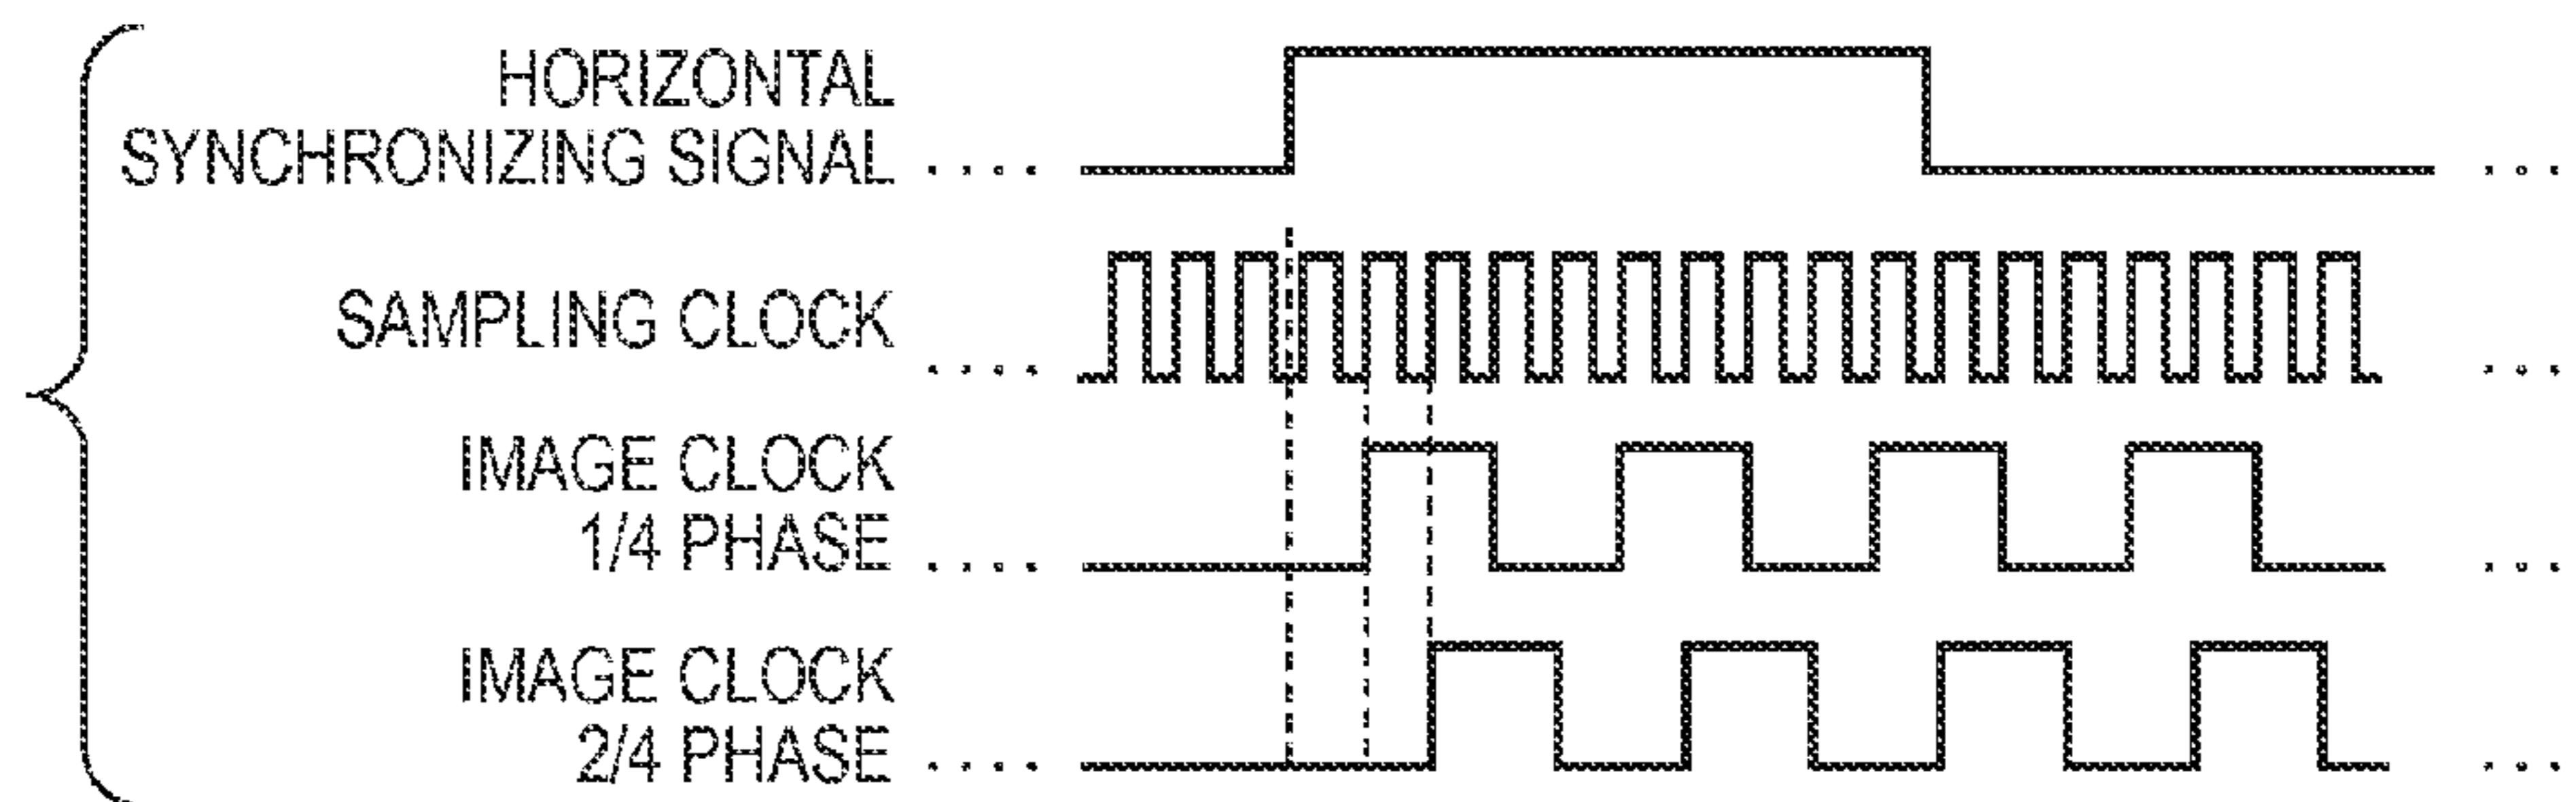 HORIZONTAL
SYNCHRONIZING SIGNAL
SAMPLING CLOCK
IMAGE CLOCK
1/4 PHASE
IMAGE CLOCK
2/4 PHASE